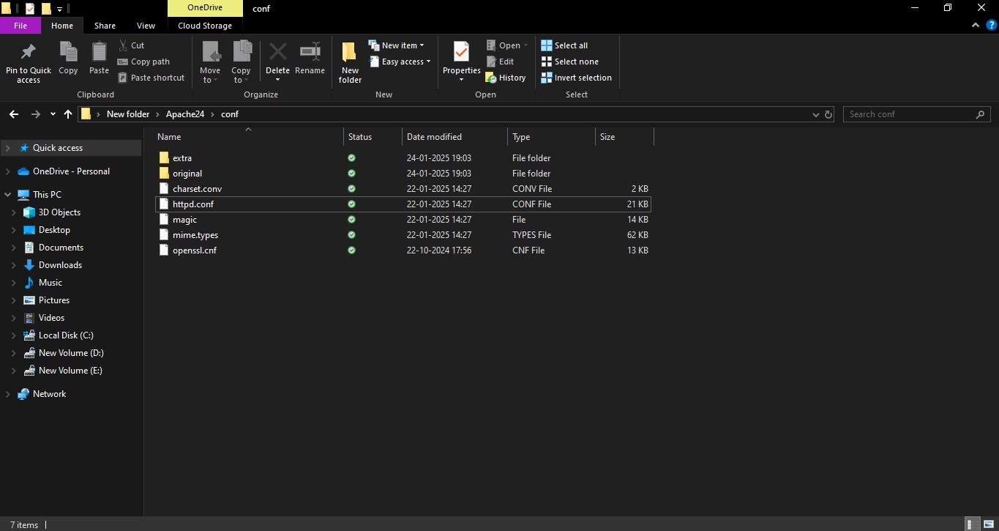 OneDrive conf
File Home Share View Cloud Storage
Pin to Quick access
Copy
Paste
Cut
Copy path
Paste shortcut
Clipboard
Move to
Copy to
Delete
Rename
Organize
New folder
New item
Easy access
New
Properties
Open
Edit
History
Open
Select all
Select none
Invert selection
Select
New folder > Apache24 > conf
Search conf
Quick access
OneDrive - Personal
This PC
3D Objects
Desktop
Documents
Downloads
Music
Pictures
Videos
Local Disk (C:)
New Volume (D:)
New Volume (E:)
Network
Name Status Date modified Type Size
extra 24-01-2025 19:03 File folder
original 24-01-2025 19:03 File folder
charset.conv 22-01-2025 14:27 CONV File 2 KB
httpd.conf 22-01-2025 14:27 CONF File 21 KB
magic 22-01-2025 14:27 File 14 KB
mime.types 22-01-2025 14:27 TYPES File 62 KB
openssl.cnf 22-10-2024 17:56 CNF File 13 KB
7 items